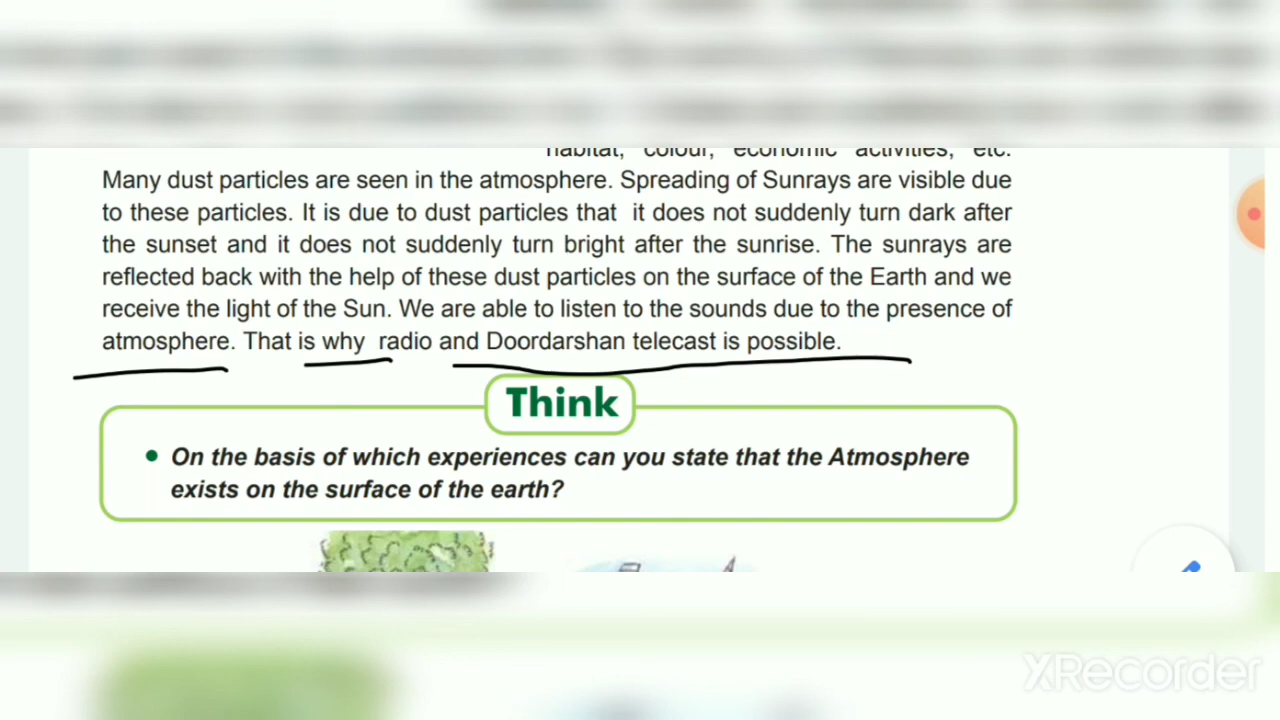 habitat, colour, economic activities, etc.
Many dust particles are seen in the atmosphere. Spreading of Sunrays are visible due
to these particles. It is due to dust particles that it does not suddenly turn dark after
the sunset and it does not suddenly turn bright after the sunrise. The sunrays are
reflected back with the help of these dust particles on the surface of the Earth and we
receive the light of the Sun. We are able to listen to the sounds due to the presence of
atmosphere. That is why radio and Doordarshan telecast is possible.
Think
• On the basis of which experiences can you state that the Atmosphere
exists on the surface of the earth?
XRecorder